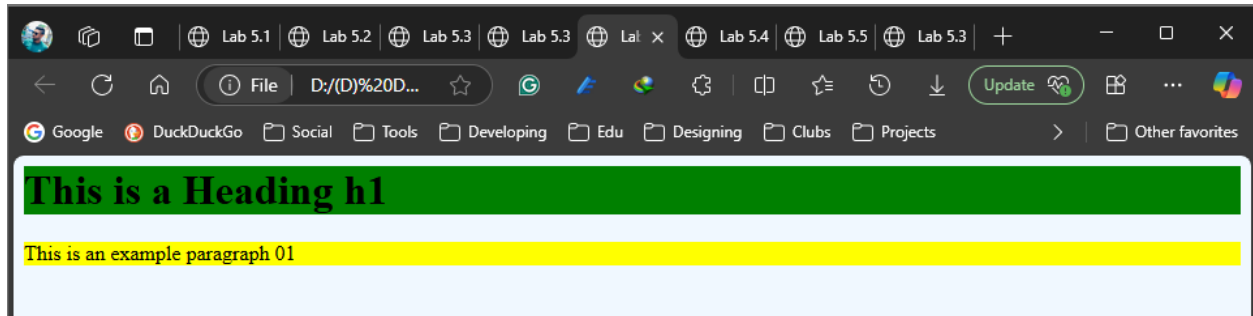 Lab 5.1 Lab 5.2 Lab 5.3 Lab 5.3 Lab Lab 5.4 Lab 5.5 Lab 5.3
File D:/(D)%20D... Update
Google DuckDuckGo Social Tools Developing Edu Designing Clubs Projects Other favorites
This is a Heading h1
This is an example paragraph 01